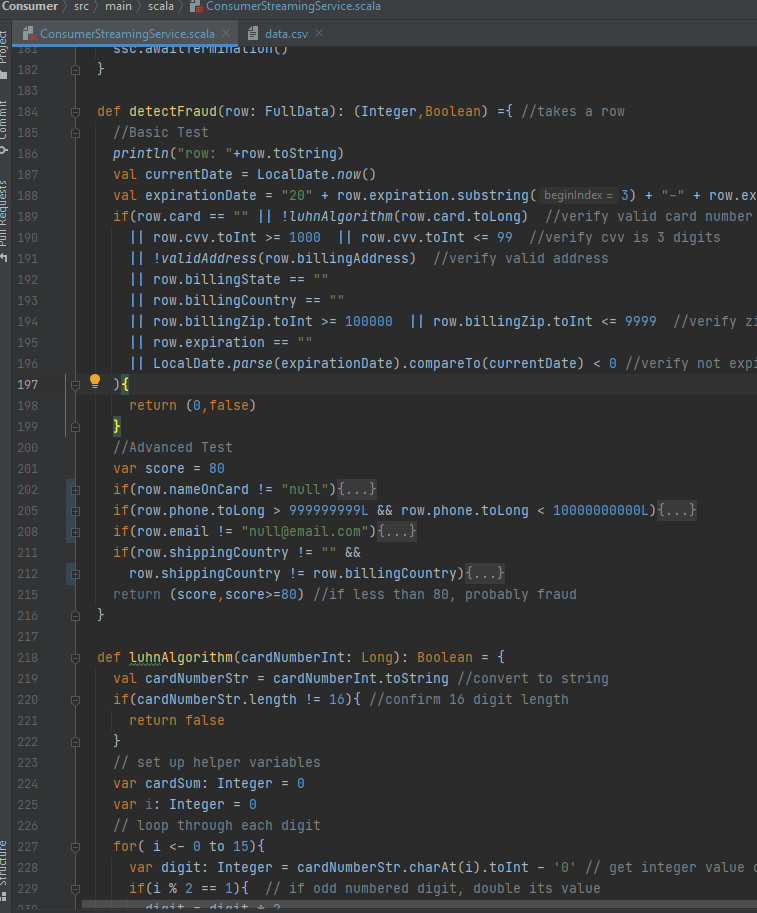 Consumer › src › main › scala › ConsumerStreamingService.scala
ConsumerStreamingService.scala × data.csv ×
Project
Commit
Pull Requests
Structure
181 ssc.awaitTermination()
182 }
183
184 def detectFraud(row: FullData): (Integer,Boolean) ={ //takes a row
185 //Basic Test
186 println("row: "+row.toString)
187 val currentDate = LocalDate.now()
188 val expirationDate = "20" + row.expiration.substring( beginIndex = 3) + "-" + row.ex
189 if(row.card == "" || !luhnAlgorithm(row.card.toLong) //verify valid card number
190 || row.cvv.toInt >= 1000 || row.cvv.toInt <= 99 //verify cvv is 3 digits
191 || !validAddress(row.billingAddress) //verify valid address
192 || row.billingState == ""
193 || row.billingCountry == ""
194 || row.billingZip.toInt >= 100000 || row.billingZip.toInt <= 9999 //verify zi
195 || row.expiration == ""
196 || LocalDate.parse(expirationDate).compareTo(currentDate) < 0 //verify not expi
197 ){
198 return (0,false)
199 }
200 //Advanced Test
201 var score = 80
202 if(row.nameOnCard != "null"){...}
205 if(row.phone.toLong > 999999999L && row.phone.toLong < 10000000000L){...}
208 if(row.email != "null@email.com"){...}
211 if(row.shippingCountry != "" &&
212 row.shippingCountry != row.billingCountry){...}
215 return (score,score>=80) //if less than 80, probably fraud
216 }
217
218 def luhnAlgorithm(cardNumberInt: Long): Boolean = {
219 val cardNumberStr = cardNumberInt.toString //convert to string
220 if(cardNumberStr.length != 16){ //confirm 16 digit length
221 return false
222 }
223 // set up helper variables
224 var cardSum: Integer = 0
225 var i: Integer = 0
226 // loop through each digit
227 for( i <- 0 to 15){
228 var digit: Integer = cardNumberStr.charAt(i).toInt - '0' // get integer value
229 if(i % 2 == 1){ // if odd numbered digit, double its value
230 digit = digit * 2